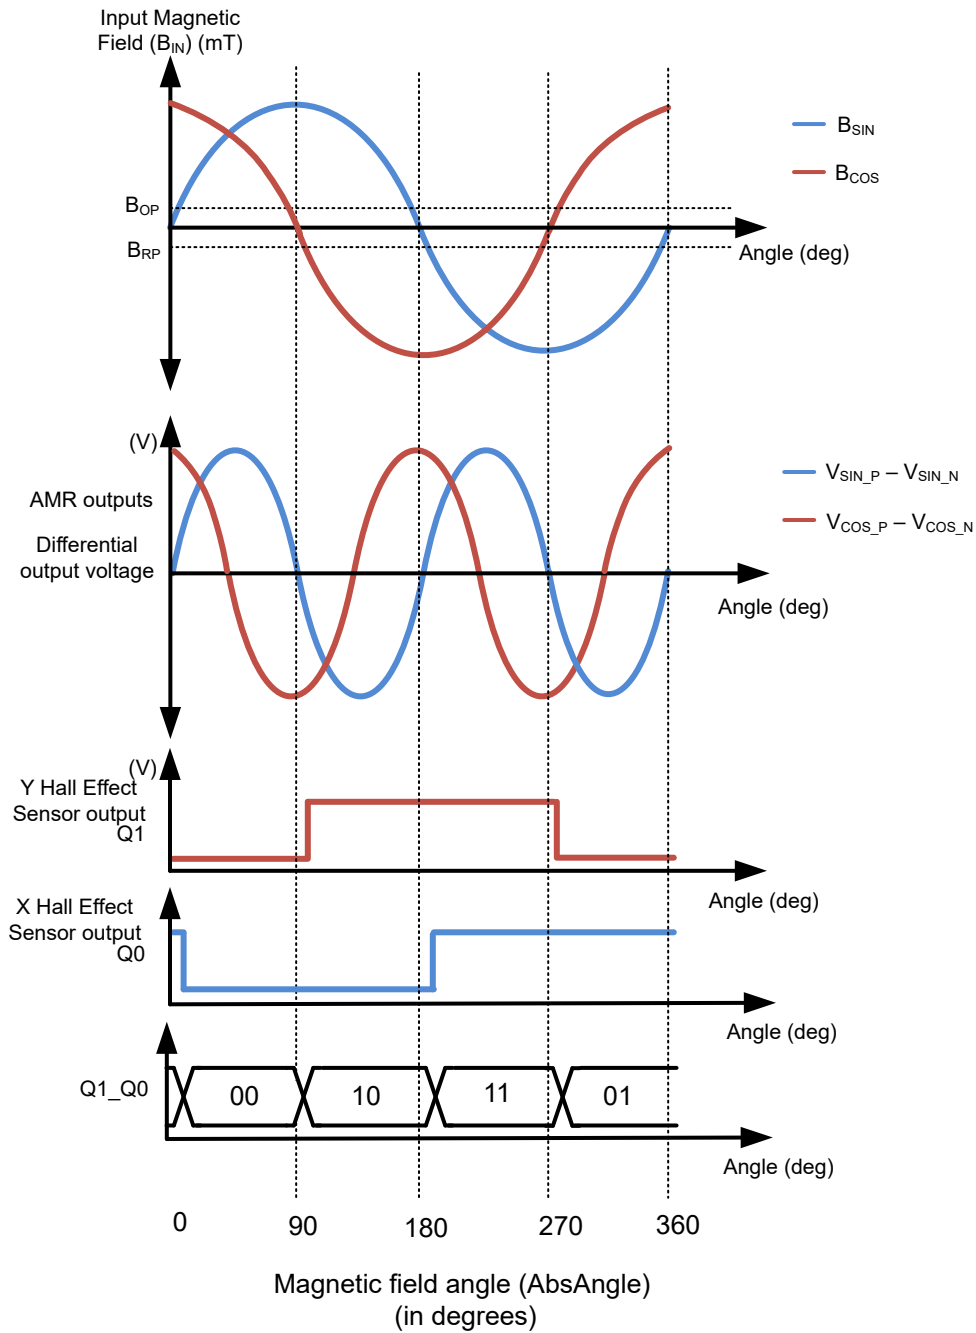 Input Magnetic
Field (BIN) (mT)
BSIN
BCOS
BOP
BRP
Angle (deg)
(V)
AMR outputs
Differential
output voltage
VSIN_P – VSIN_N
VCOS_P – VCOS_N
Angle (deg)
(V)
Y Hall Effect
Sensor output
Q1
Angle (deg)
X Hall Effect
Sensor output
Q0
Angle (deg)
Q1_Q0
00 10 11 01
Angle (deg)
0 90 180 270 360
Magnetic field angle (AbsAngle)
(in degrees)